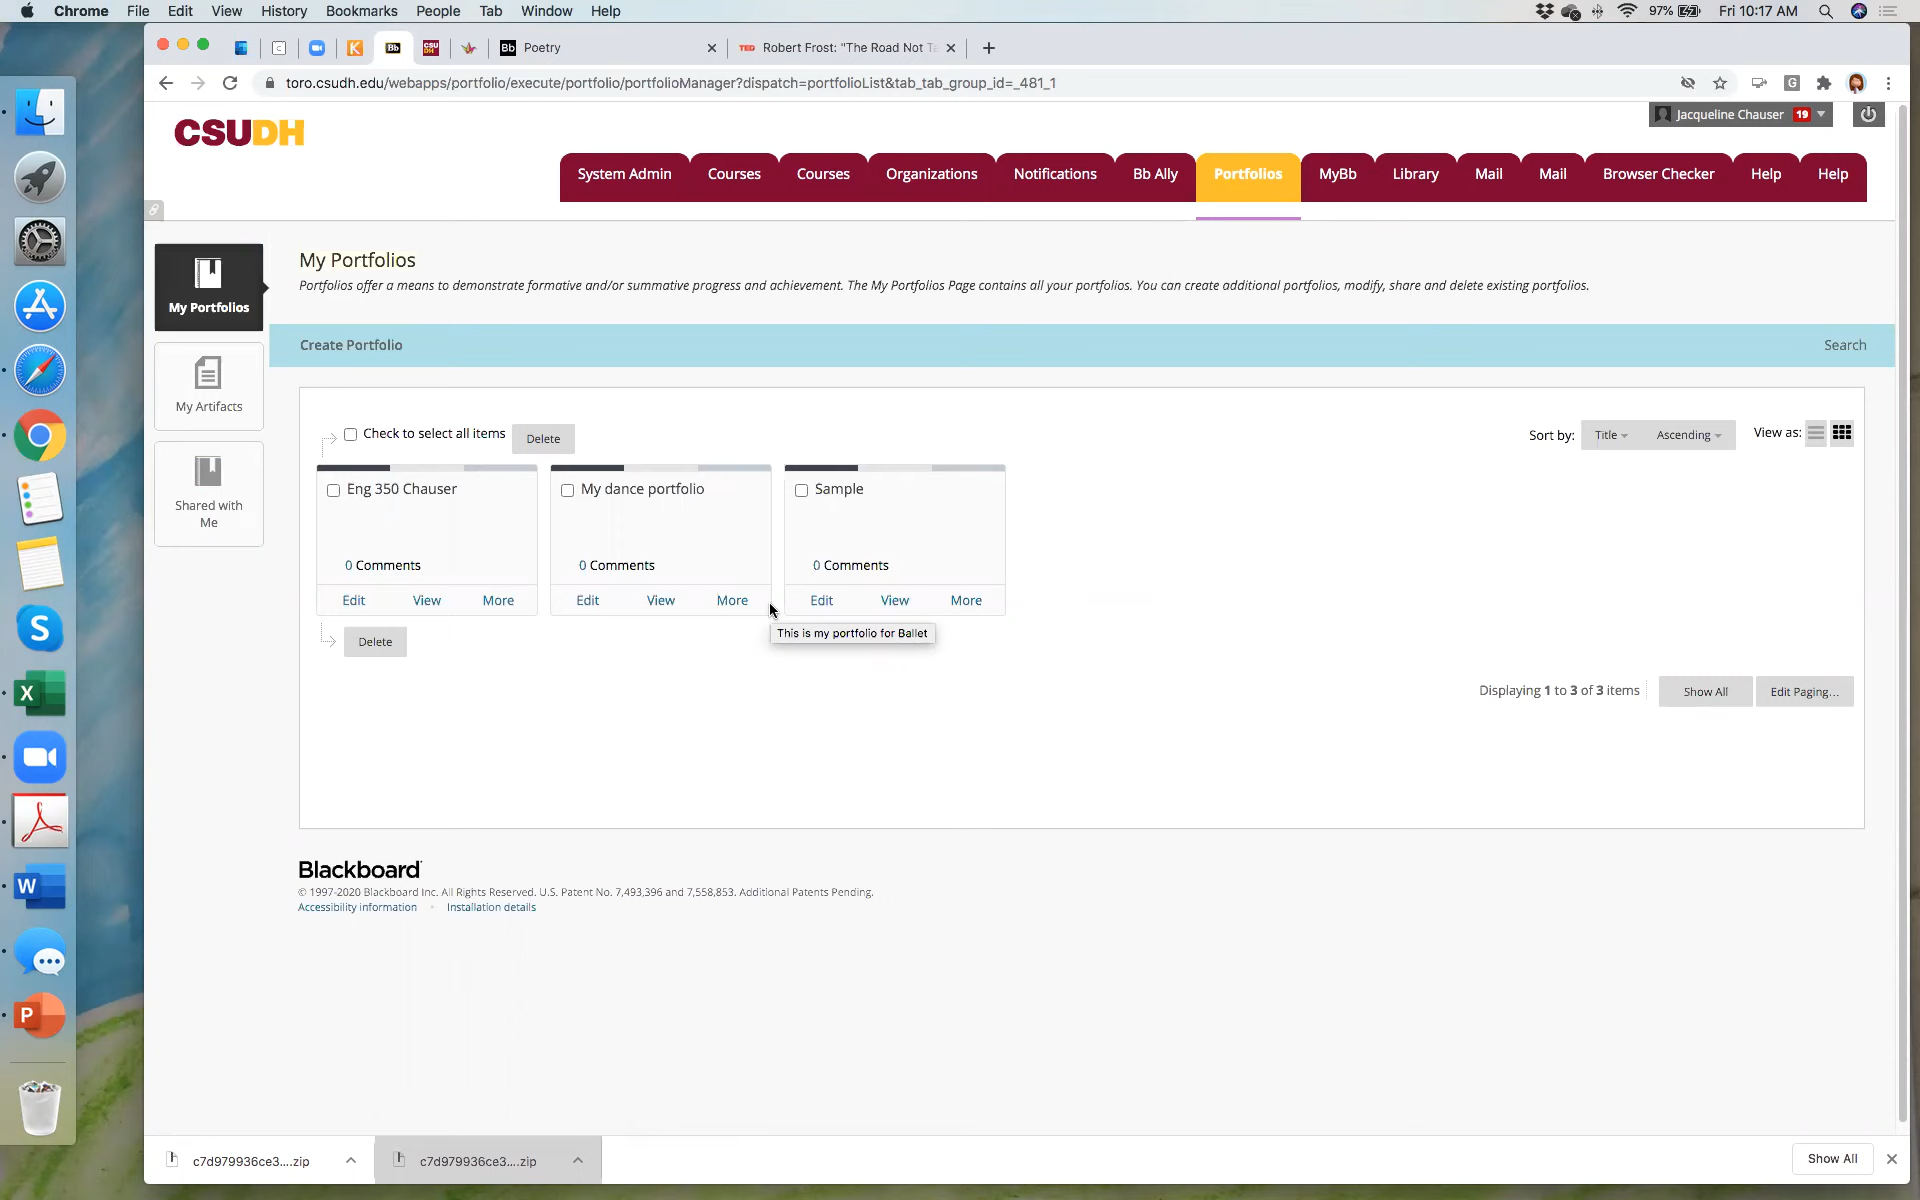 Chrome File Edit View History Bookmarks People Tab Window Help
97% Fri 10:17 AM
Bb Poetry
TED Robert Frost: "The Road Not T
toro.csudh.edu/webapps/portfolio/execute/portfolio/portfolioManager?dispatch=portfolioList&tab_tab_group_id=_481_1
CSUDH
Jacqueline Chauser 19
System Admin Courses Courses Organizations Notifications Bb Ally Portfolios MyBb Library Mail Mail Browser Checker Help Help
My Portfolios
My Artifacts
Shared with
Me
My Portfolios
Portfolios offer a means to demonstrate formative and/or summative progress and achievement. The My Portfolios Page contains all your portfolios. You can create additional portfolios, modify, share and delete existing portfolios.
Create Portfolio Search
Check to select all items Delete
Sort by: Title Ascending View as:
Eng 350 Chauser
0 Comments
Edit View More
My dance portfolio
0 Comments
Edit View More
Sample
0 Comments
Edit View More
This is my portfolio for Ballet
Delete
Displaying 1 to 3 of 3 items Show All Edit Paging...
Blackboard
© 1997-2020 Blackboard Inc. All Rights Reserved. U.S. Patent No. 7,493,396 and 7,558,853. Additional Patents Pending.
Accessibility information • Installation details
c7d979936ce3....zip
c7d979936ce3....zip
Show All